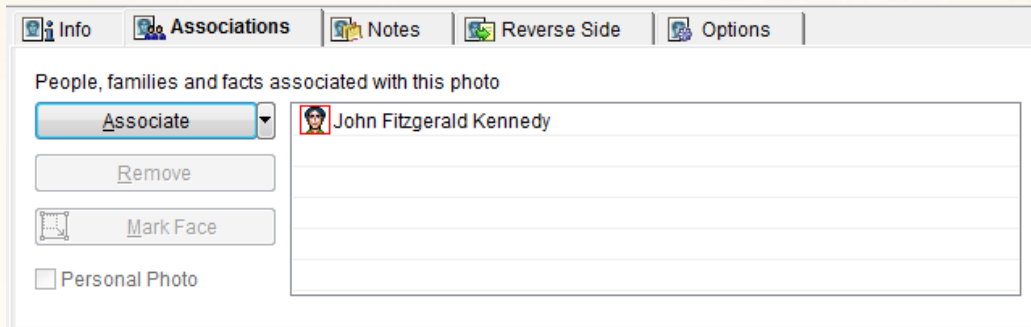 Info Associations Notes Reverse Side Options
People, families and facts associated with this photo
Associate
John Fitzgerald Kennedy
Remove
Mark Face
Personal Photo